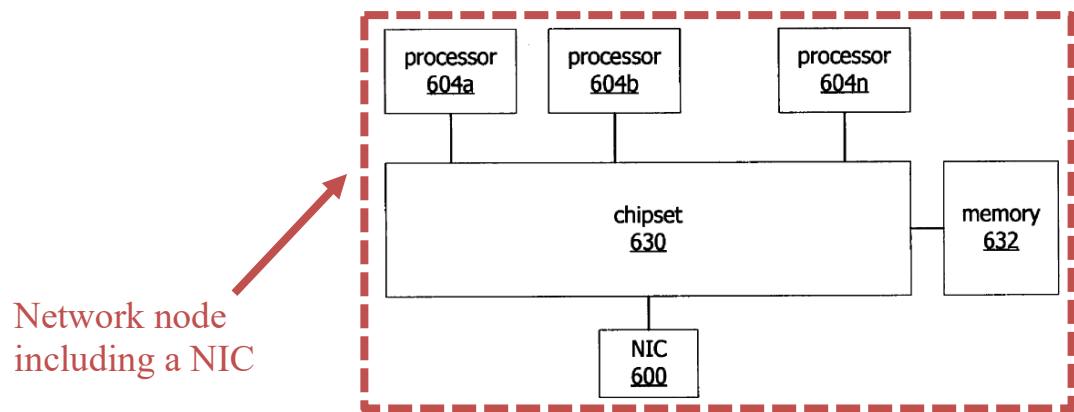 processor
604a
processor
604b
processor
604n
chipset
630
memory
632
Network node
including a NIC
NIC
600